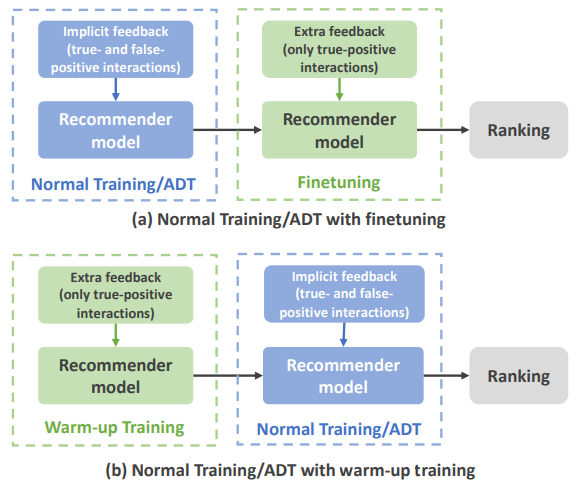 Implicit feedback
(true- and false-
positive interactions)
Extra feedback
(only true-positive
interactions)
Recommender
model
Recommender
model
Ranking
Normal Training/ADT
Finetuning
(a) Normal Training/ADT with finetuning
Extra feedback
(only true-positive
interactions)
Implicit feedback
(true- and false-
positive interactions)
Recommender
model
Recommender
model
Ranking
Warm-up Training
Normal Training/ADT
(b) Normal Training/ADT with warm-up training